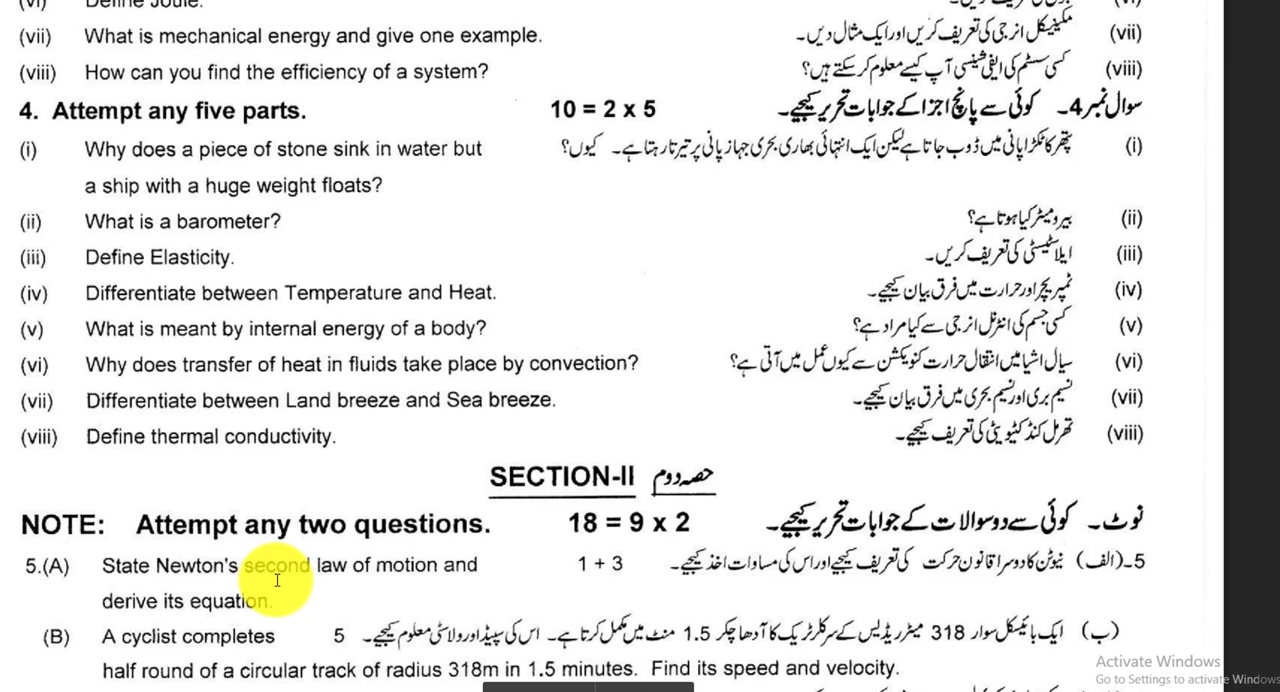 (vi) Define Joule.
(vii) What is mechanical energy and give one example. مکینیکل انرجی کی تعریف کریں اور ایک مثال دیں۔ (vii)
(viii) How can you find the efficiency of a system? کسی سسٹم کی ایفی شینسی آپ کیسے معلوم کر سکتے ہیں؟ (viii)
4. Attempt any five parts. 10 = 2 x 5 سوال نمبر 4۔ کوئی سے پانچ اجزا کے جوابات تحریر کیجیے۔
(i) Why does a piece of stone sink in water but پتھر کا ٹکڑا پانی میں ڈوب جاتا ہے لیکن ایک انتہائی بھاری بحری جہاز پانی پر تیرتا رہتا ہے۔ کیوں؟ (i)
a ship with a huge weight floats?
(ii) What is a barometer? بیرومیٹر کیا ہوتا ہے؟ (ii)
(iii) Define Elasticity. ایلاسٹیسٹی کی تعریف کریں۔ (iii)
(iv) Differentiate between Temperature and Heat. ٹمپریچر اور حرارت میں فرق بیان کیجیے۔ (iv)
(v) What is meant by internal energy of a body? کسی جسم کی انٹرنل انرجی سے کیا مراد ہے؟ (v)
(vi) Why does transfer of heat in fluids take place by convection? سیال اشیا میں انتقال حرارت کنویکشن سے کیوں عمل میں آتی ہے؟ (vi)
(vii) Differentiate between Land breeze and Sea breeze. نسیم بری اور نسیم بحری میں فرق بیان کیجیے۔ (vii)
(viii) Define thermal conductivity. تھرمل کنڈکٹیویٹی کی تعریف کیجیے۔ (viii)
SECTION-II حصہ دوم
NOTE: Attempt any two questions. 18 = 9 x 2 نوٹ۔ کوئی سے دو سوالات کے جوابات تحریر کیجیے۔
5.(A) State Newton's second law of motion and 1 + 3 5۔(الف) نیوٹن کا دوسرا قانون حرکت کی تعریف کیجیے اور اس کی مساوات اخذ کیجیے۔
derive its equation.
(B) A cyclist completes 5 (ب) ایک بائیسکل سوار 318 میٹر ریڈیس کے سرکلر ٹریک کا آدھا چکر 1.5 منٹ میں مکمل کرتا ہے۔ اس کی سپیڈ اور ولاسٹی معلوم کیجیے۔
half round of a circular track of radius 318m in 1.5 minutes. Find its speed and velocity.
Activate Windows
Go to Settings to activate Windows